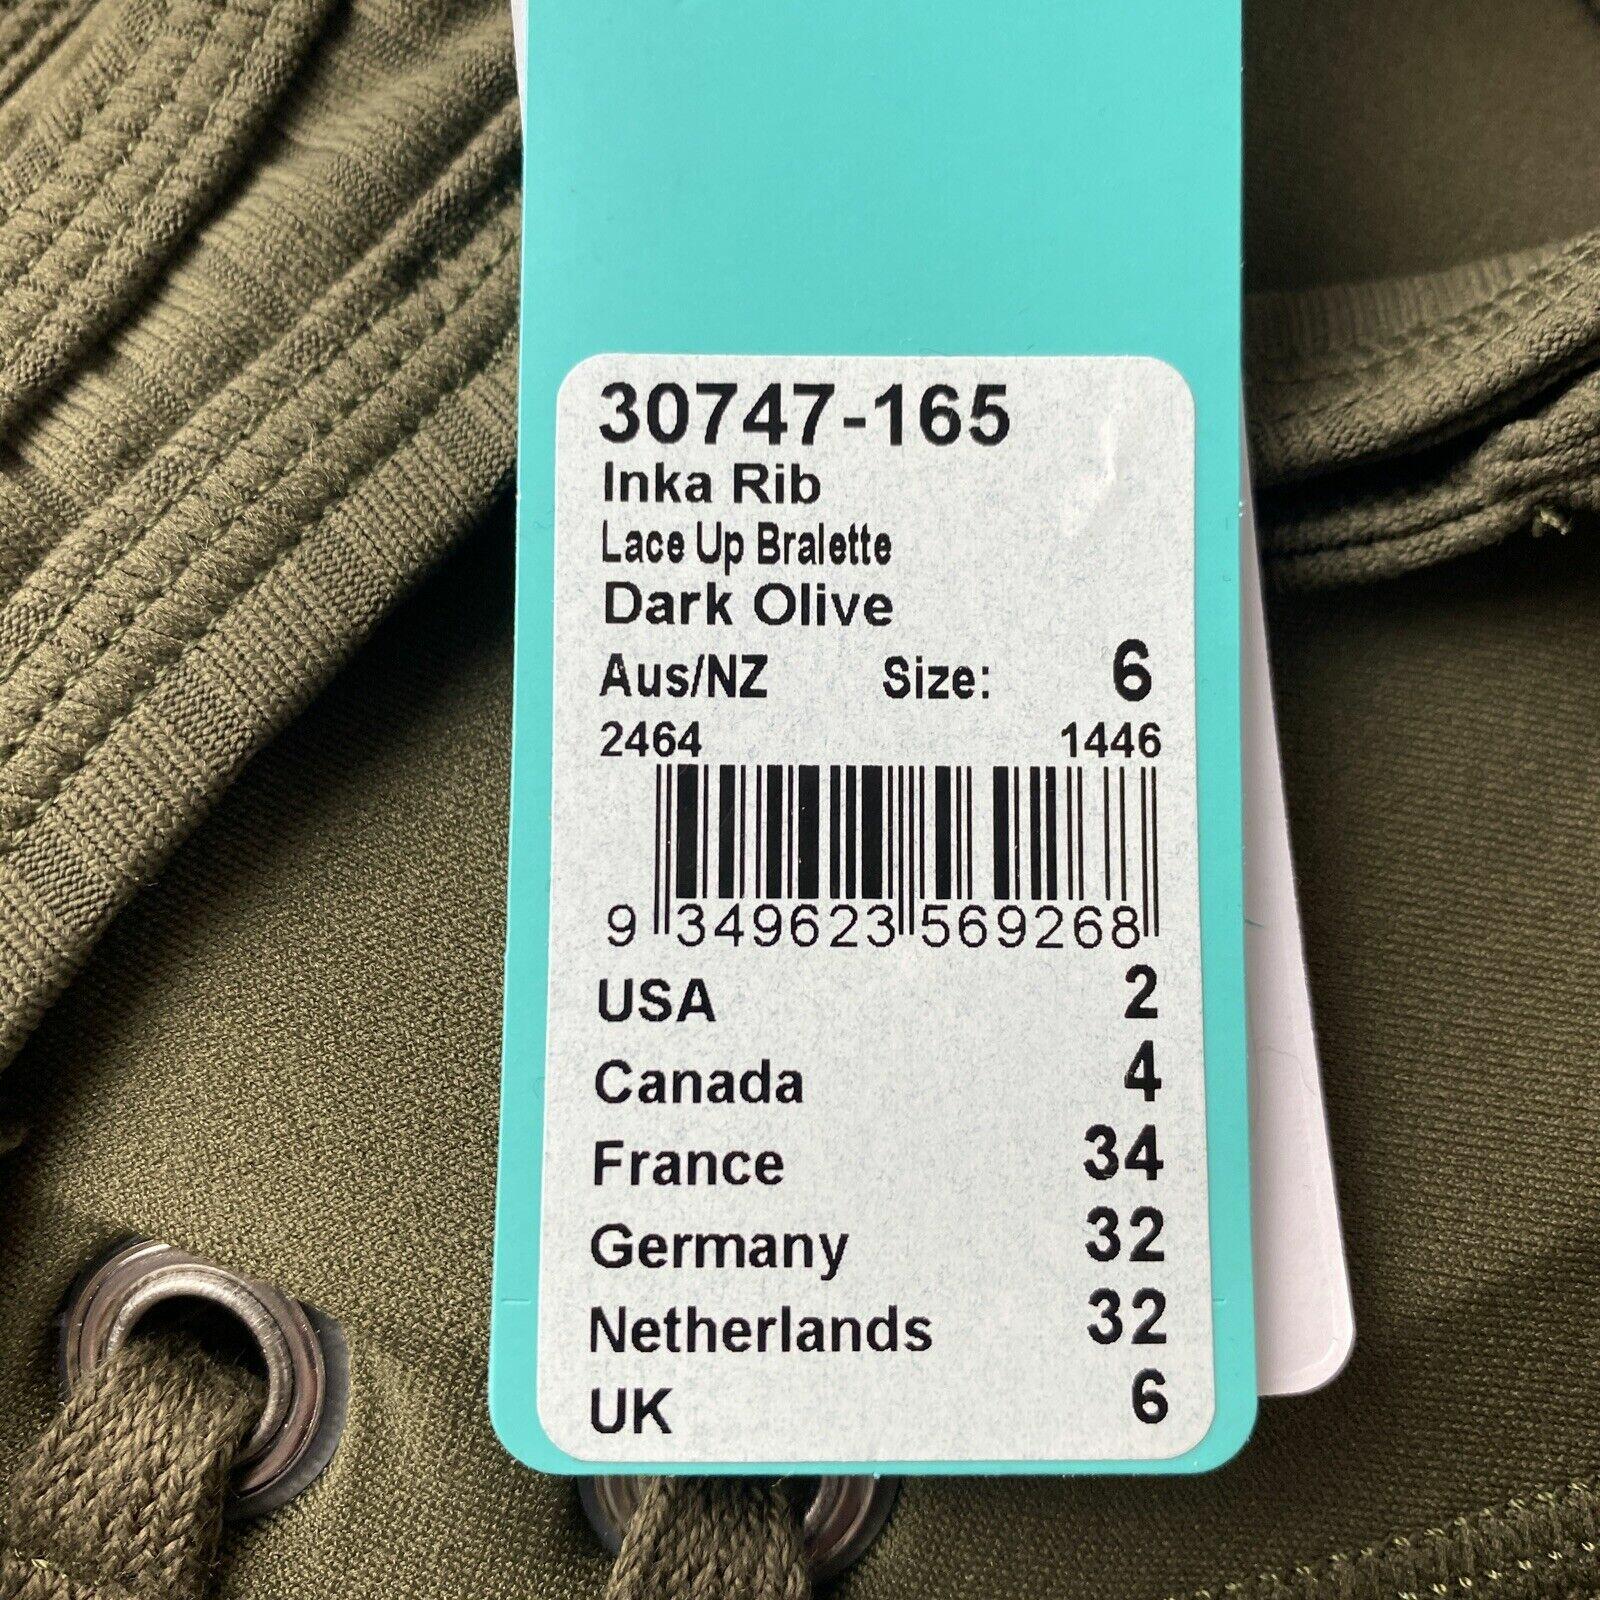 30747-165
Inka Rib
Lace Up Bralette
Dark Olive
Aus/NZ Size: 6
2464 1446
9 349623 569268
USA 2
Canada 4
France 34
Germany 32
Netherlands 32
UK 6